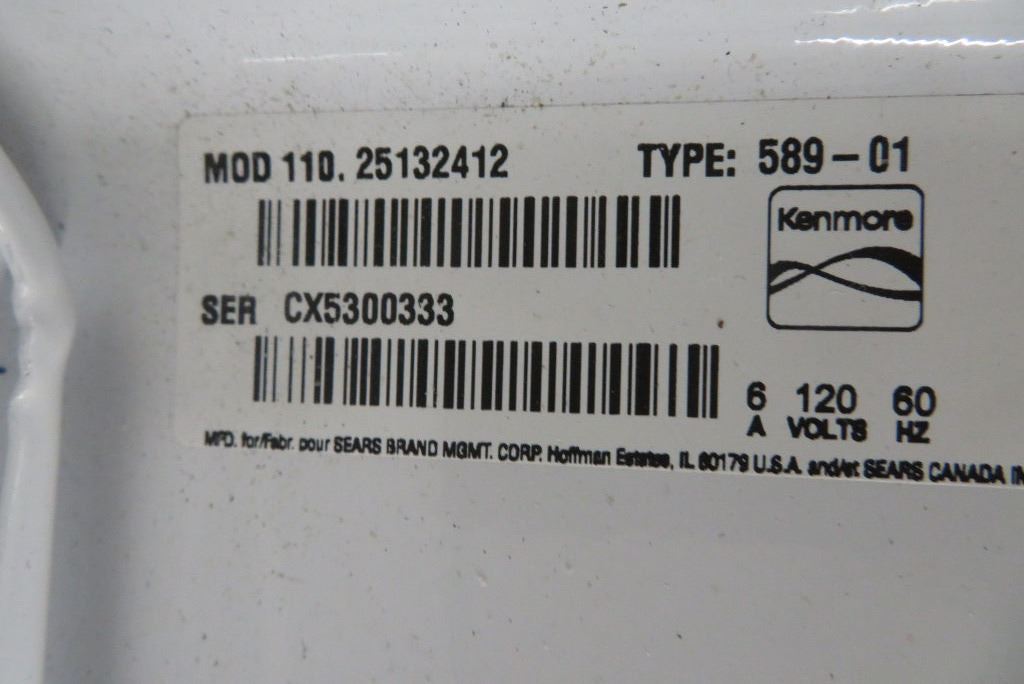 MOD 110. 25132412 TYPE: 589-01
Kenmore
SER CX5300333
6 120 60
A VOLTS HZ
MFD. for/Fabr. pour SEARS BRAND MGMT. CORP. Hoffman Estates, IL 60179 U.S.A. and/et SEARS CANADA IN